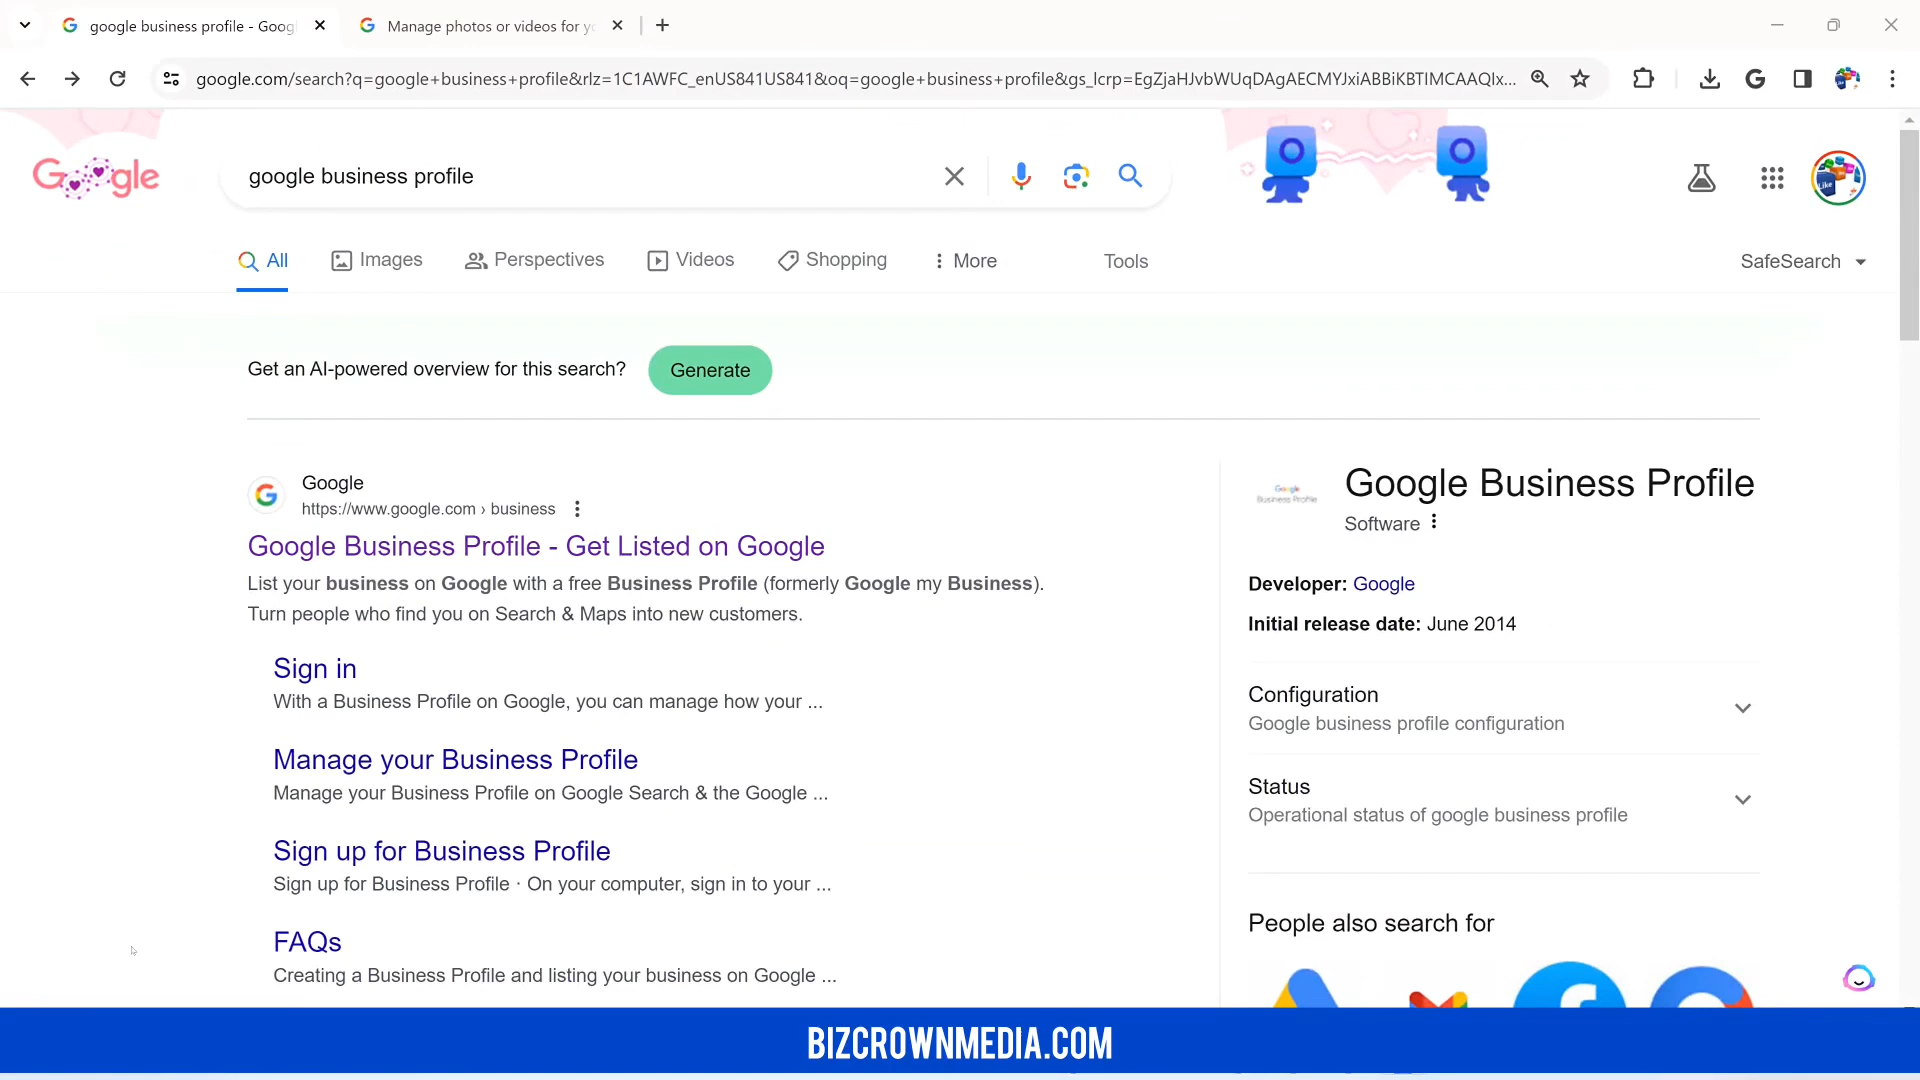 google business profile - Goog
Manage photos or videos for yo
google.com/search?q=google+business+profile&rlz=1C1AWFC_enUS841US841&oq=google+business+profile&gs_lcrp=EgZjaHJvbWUqDAgAECMYJxiABBiKBTIMCAAQIx...
Google
google business profile
All
Images
Perspectives
Videos
Shopping
More
Tools
SafeSearch
Get an AI-powered overview for this search?
Generate
Google
https://www.google.com › business
Google Business Profile - Get Listed on Google
List your business on Google with a free Business Profile (formerly Google my Business).
Turn people who find you on Search & Maps into new customers.
Sign in
With a Business Profile on Google, you can manage how your ...
Manage your Business Profile
Manage your Business Profile on Google Search & the Google ...
Sign up for Business Profile
Sign up for Business Profile · On your computer, sign in to your ...
FAQs
Creating a Business Profile and listing your business on Google ...
Google
Business Profile
Google Business Profile
Software
Developer: Google
Initial release date: June 2014
Configuration
Google business profile configuration
Status
Operational status of google business profile
People also search for
Like
BIZCROWNMEDIA.COM